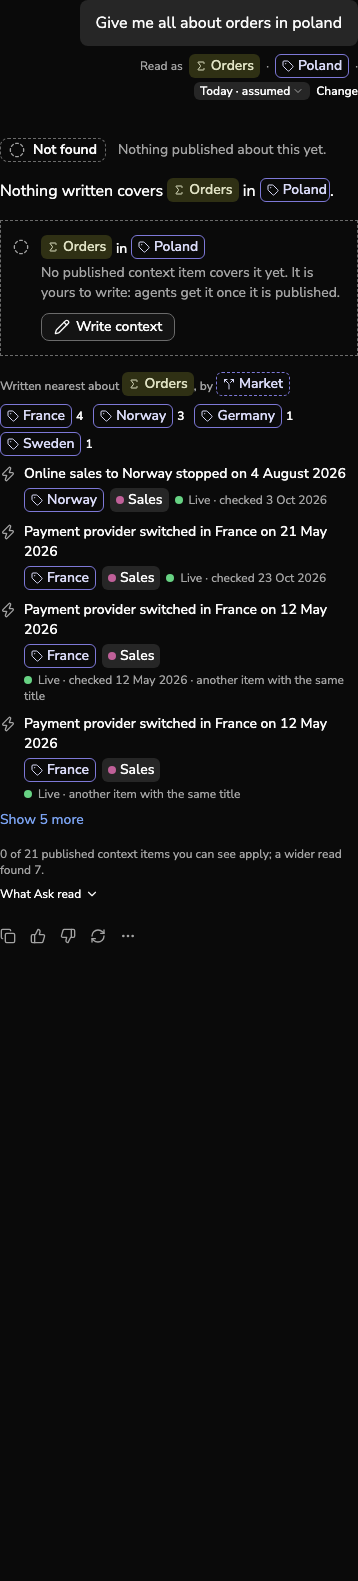 Give me all about orders in poland
Read as Orders · Poland ·
Today · assumed Change
Not found Nothing published about this yet.
Nothing written covers Orders in Poland.
Orders in Poland
No published context item covers it yet. It is
yours to write: agents get it once it is published.
Write context
Written nearest about Orders, by Market
France 4 Norway 3 Germany 1
Sweden 1
Online sales to Norway stopped on 4 August 2026
Norway Sales Live · checked 3 Oct 2026
Payment provider switched in France on 21 May
2026
France Sales Live · checked 23 Oct 2026
Payment provider switched in France on 12 May
2026
France Sales
Live · checked 12 May 2026 · another item with the same
title
Payment provider switched in France on 12 May
2026
France Sales
Live · another item with the same title
Show 5 more
0 of 21 published context items you can see apply; a wider read
found 7.
What Ask read